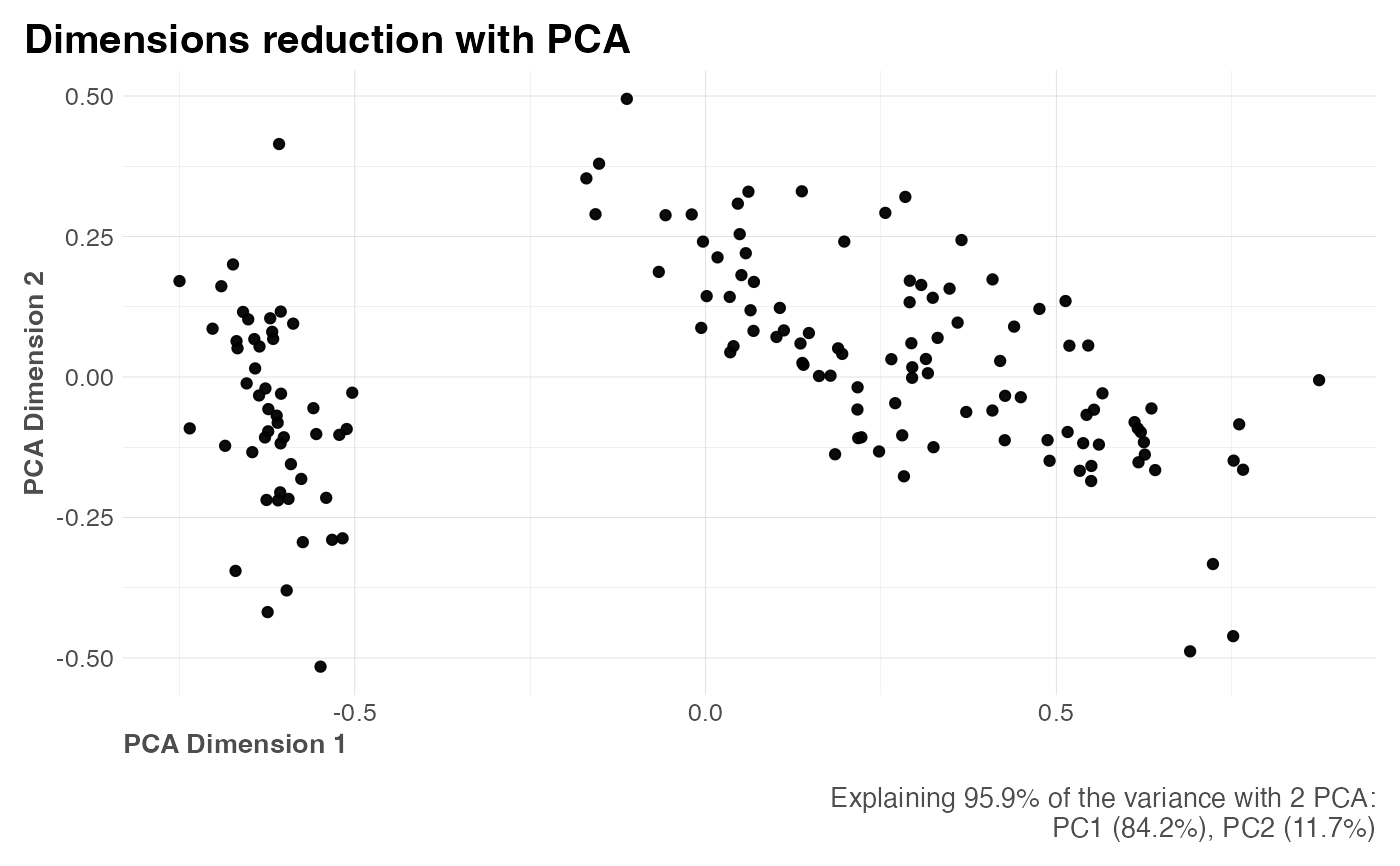 Dimensions reduction with PCA
0.50
0.25
0.00
-0.25
-0.50
PCA Dimension 2
-0.5 0.0 0.5
PCA Dimension 1
Explaining 95.9% of the variance with 2 PCA:
PC1 (84.2%), PC2 (11.7%)